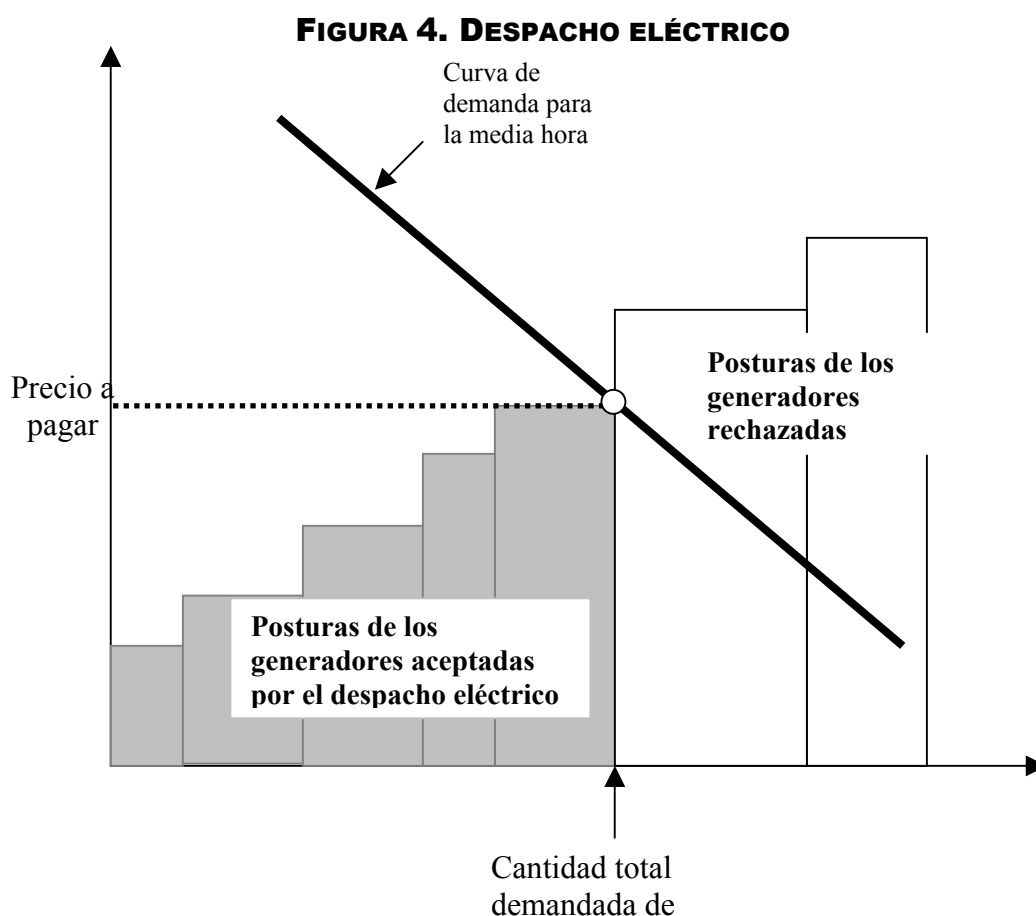 FIGURA 4. DESPACHO ELÉCTRICO
Curva de
demanda para
la media hora
Precio a
pagar
Posturas de los
generadores
rechazadas
Posturas de los
generadores aceptadas
por el despacho eléctrico
Cantidad total
demandada de